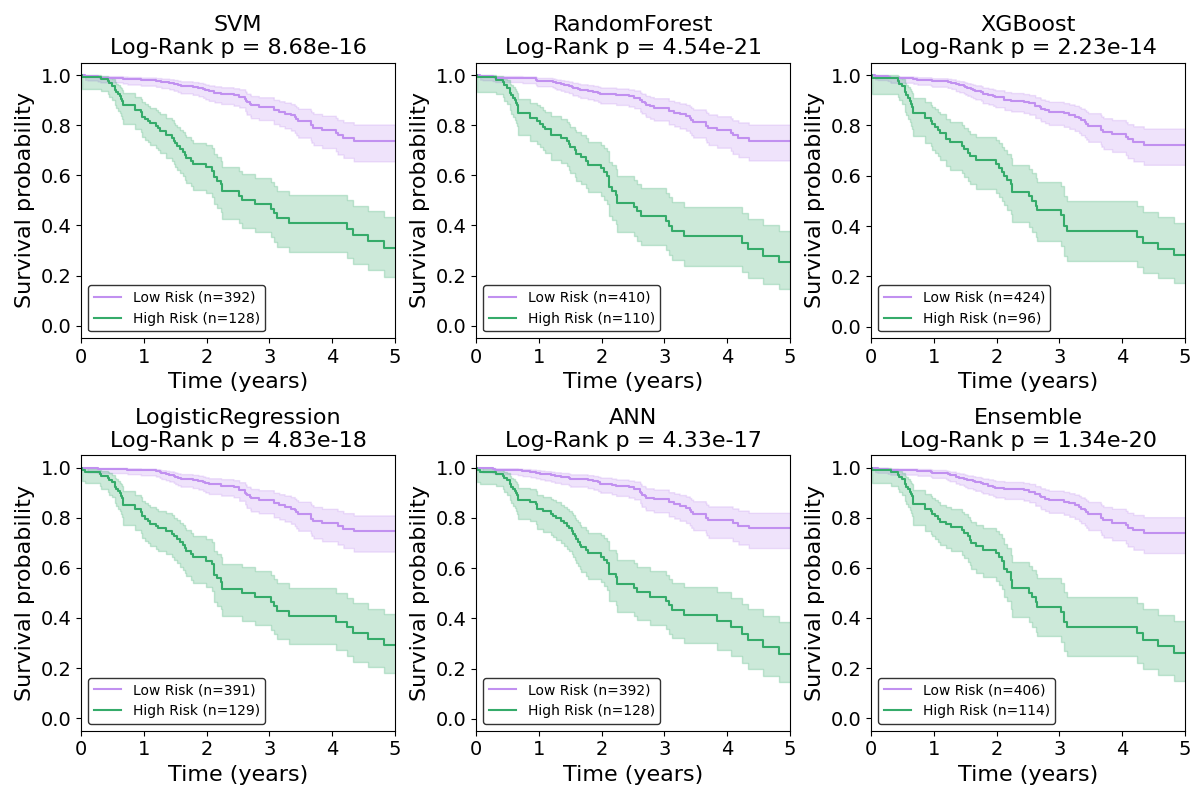 SVM
Log-Rank p = 8.68e-16
Survival probability
1.0
0.8
0.6
0.4
0.2
0.0
Low Risk (n=392)
High Risk (n=128)
0 1 2 3 4 5
Time (years)
RandomForest
Log-Rank p = 4.54e-21
Survival probability
1.0
0.8
0.6
0.4
0.2
0.0
Low Risk (n=410)
High Risk (n=110)
0 1 2 3 4 5
Time (years)
XGBoost
Log-Rank p = 2.23e-14
Survival probability
1.0
0.8
0.6
0.4
0.2
0.0
Low Risk (n=424)
High Risk (n=96)
0 1 2 3 4 5
Time (years)
LogisticRegression
Log-Rank p = 4.83e-18
Survival probability
1.0
0.8
0.6
0.4
0.2
0.0
Low Risk (n=391)
High Risk (n=129)
0 1 2 3 4 5
Time (years)
ANN
Log-Rank p = 4.33e-17
Survival probability
1.0
0.8
0.6
0.4
0.2
0.0
Low Risk (n=392)
High Risk (n=128)
0 1 2 3 4 5
Time (years)
Ensemble
Log-Rank p = 1.34e-20
Survival probability
1.0
0.8
0.6
0.4
0.2
0.0
Low Risk (n=406)
High Risk (n=114)
0 1 2 3 4 5
Time (years)